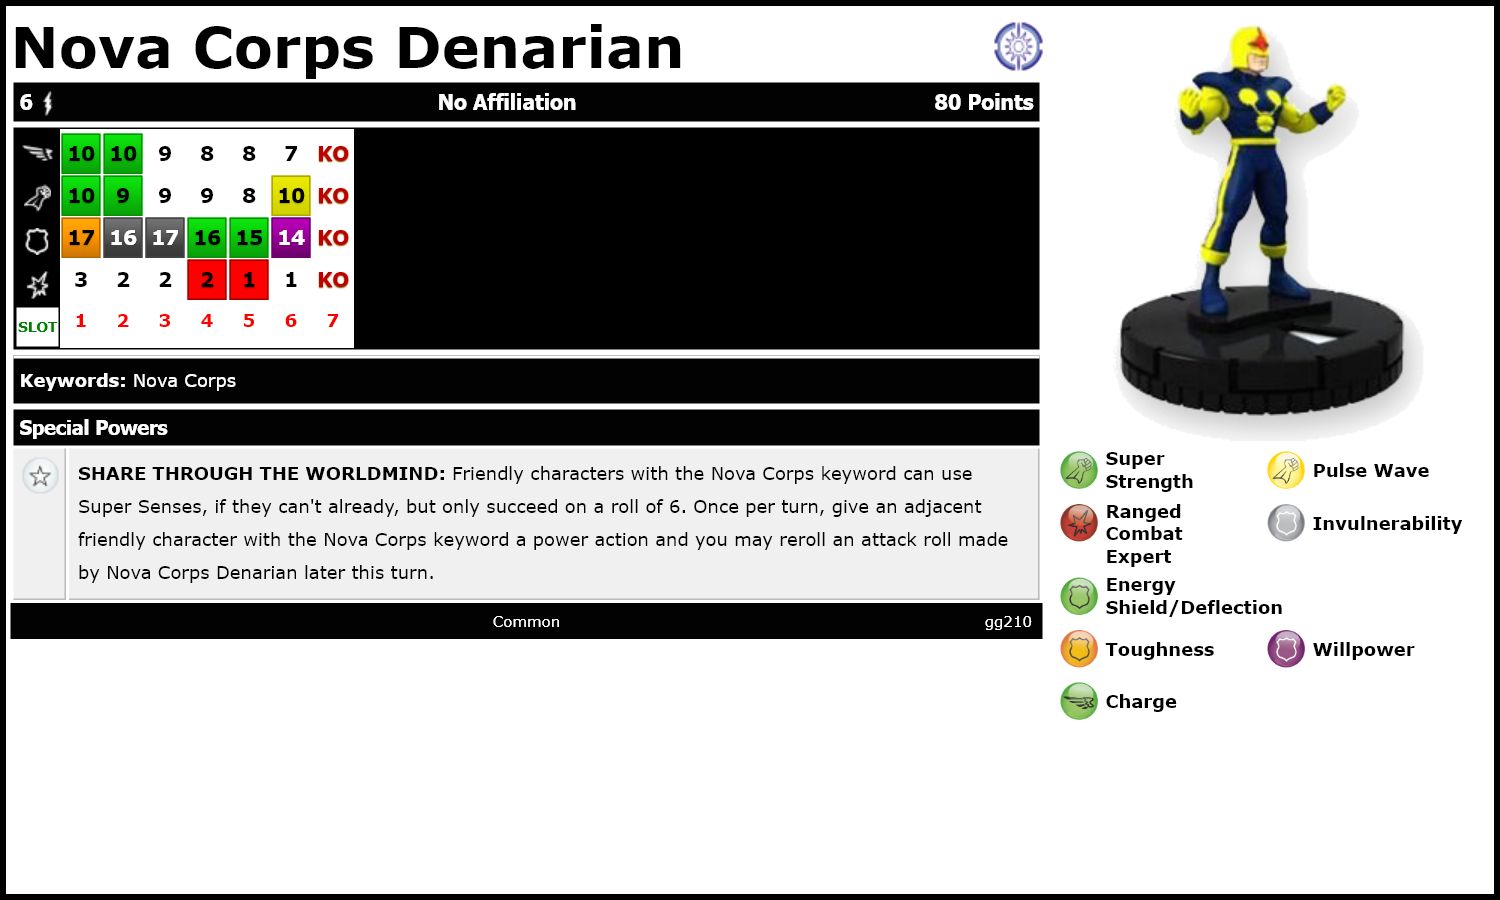 Nova Corps Denarian
6 No Affiliation 80 Points
10 10 9 8 8 7 KO
10 9 9 9 8 10 KO
17 16 17 16 15 14 KO
3 2 2 2 1 1 KO
SLOT 1 2 3 4 5 6 7
Keywords: Nova Corps
Special Powers
SHARE THROUGH THE WORLDMIND: Friendly characters with the Nova Corps keyword can use
Super Senses, if they can't already, but only succeed on a roll of 6. Once per turn, give an adjacent
friendly character with the Nova Corps keyword a power action and you may reroll an attack roll made
by Nova Corps Denarian later this turn.
Common gg210
Super
Strength
Pulse Wave
Ranged
Combat
Expert
Invulnerability
Energy
Shield/Deflection
Toughness
Willpower
Charge